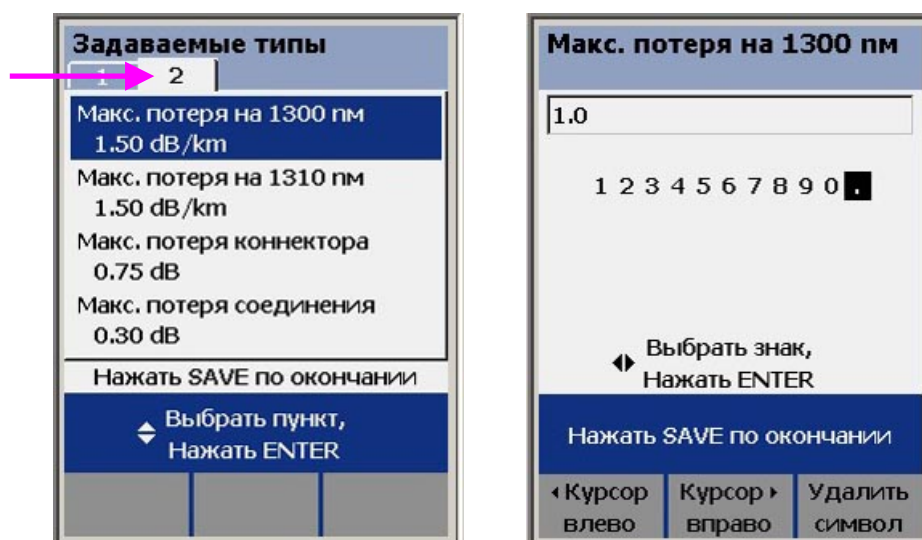 Задаваемые типы
1 2
Макс. потеря на 1300 nм
1.50 dB/km
Макс. потеря на 1310 nм
1.50 dB/km
Макс. потеря коннектора
0.75 dB
Макс. потеря соединения
0.30 dB
Нажать SAVE по окончании
Выбрать пункт,
Нажать ENTER
Макс. потеря на 1300 nм
1.0
1 2 3 4 5 6 7 8 9 0 .
Выбрать знак,
Нажать ENTER
Нажать SAVE по окончании
Курсор влево
Курсор вправо
Удалить символ